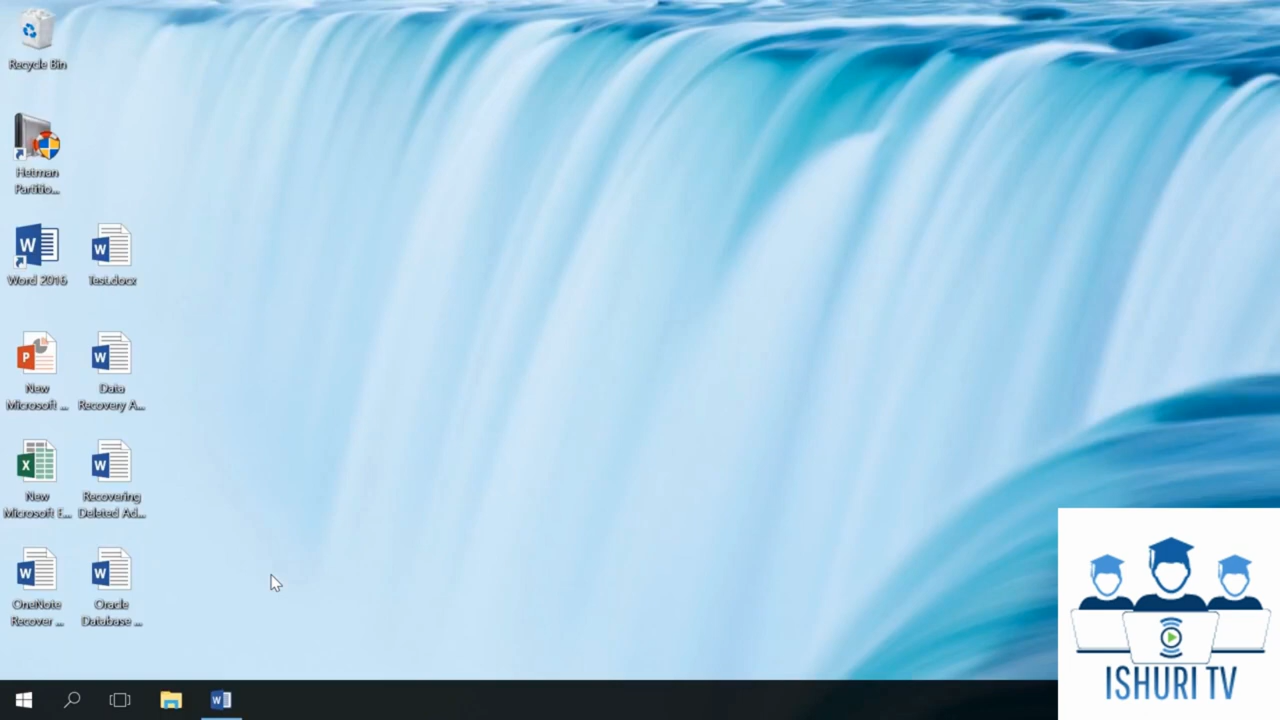 Recycle Bin
Hetman
Partitio...
Word 2016
Test.docx
New
Microsoft ...
Data
Recovery A...
New
Microsoft E...
Recovering
Deleted Ad...
OneNote
Recover ...
Oracle
Database ...
ISHURI TV